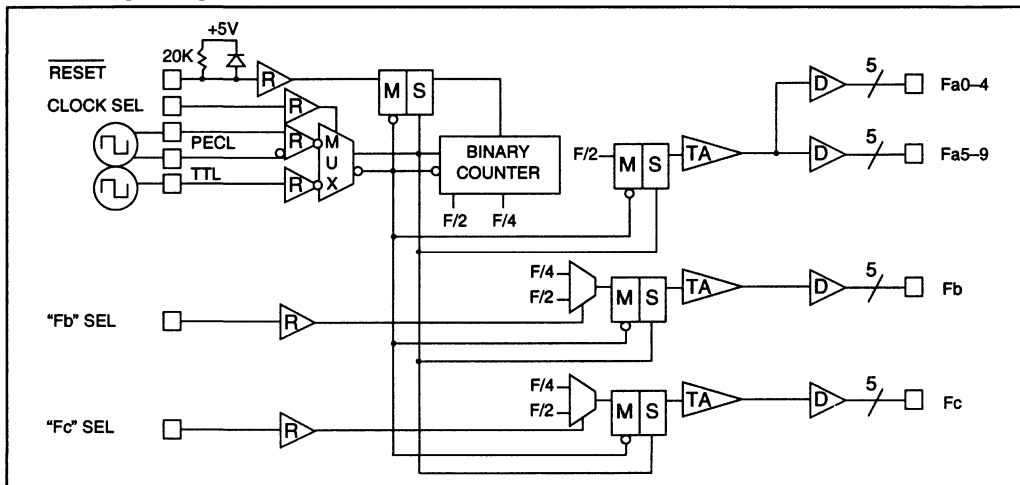 +5V
20K
RESET
R
M S
5
D
Fa0–4
CLOCK SEL
R
PECL
R
M
U
X
BINARY
COUNTER
F/2
M S
TA
5
D
Fa5–9
TTL
R
F/2 F/4
F/4
F/2
M S
TA
D
5
Fb
"Fb" SEL
R
F/4
F/2
M S
TA
D
5
Fc
"Fc" SEL
R